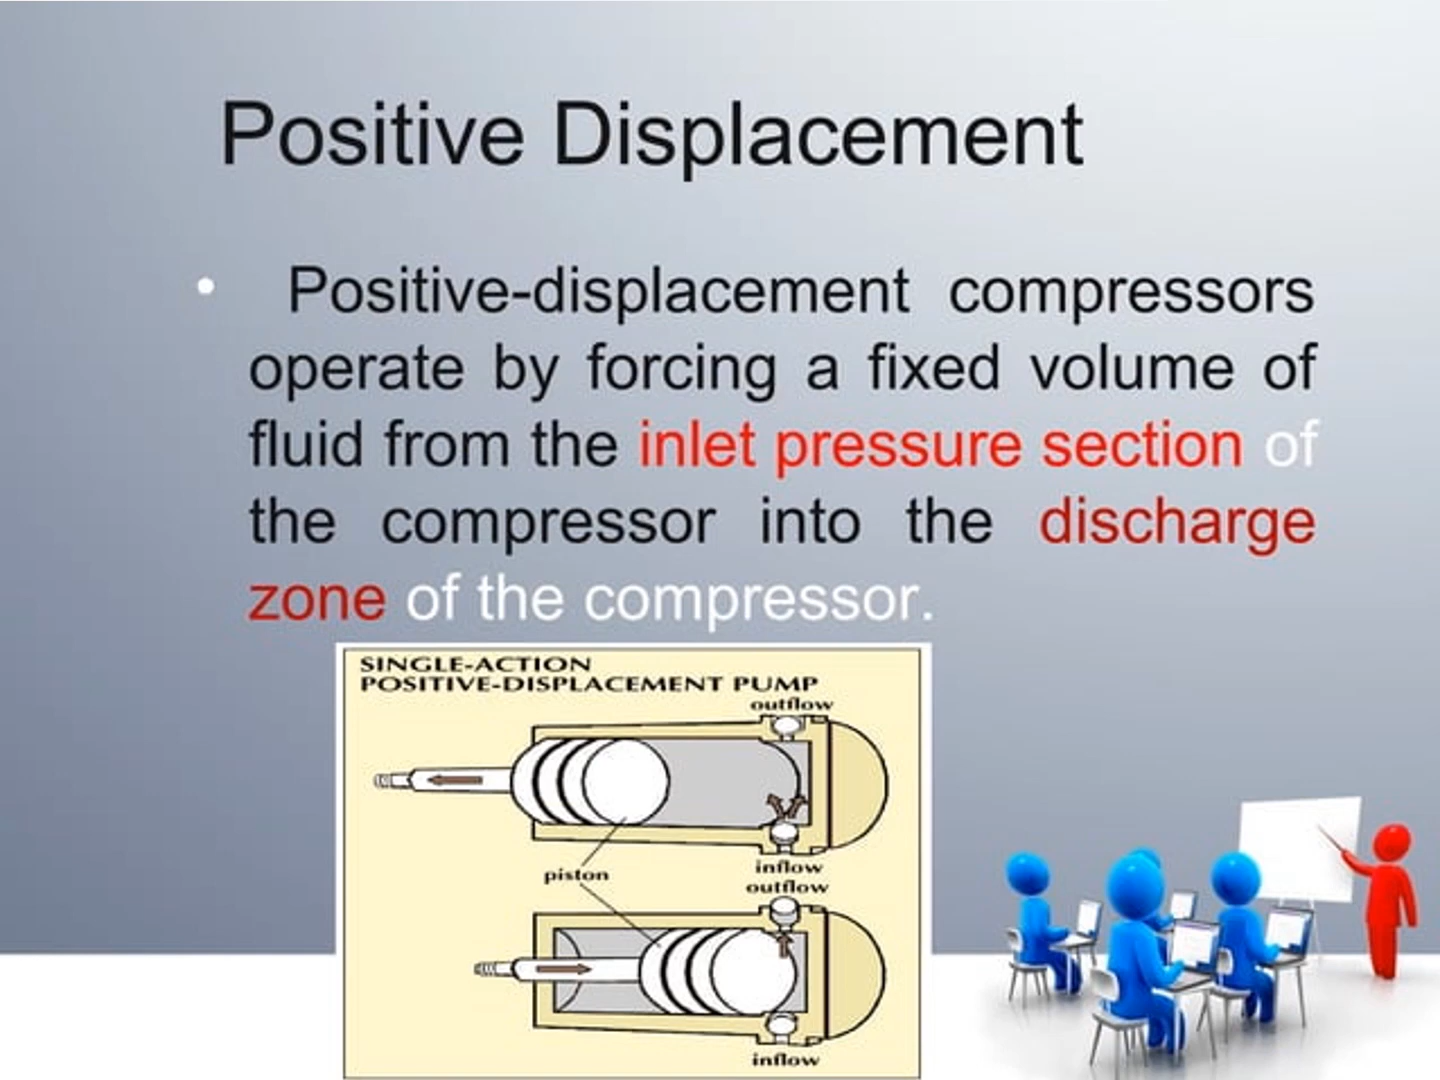 Positive Displacement
• Positive-displacement compressors
operate by forcing a fixed volume of
fluid from the inlet pressure section of
the compressor into the discharge
zone of the compressor.
SINGLE-ACTION
POSITIVE-DISPLACEMENT PUMP
outflow
piston
inflow
outflow
inflow